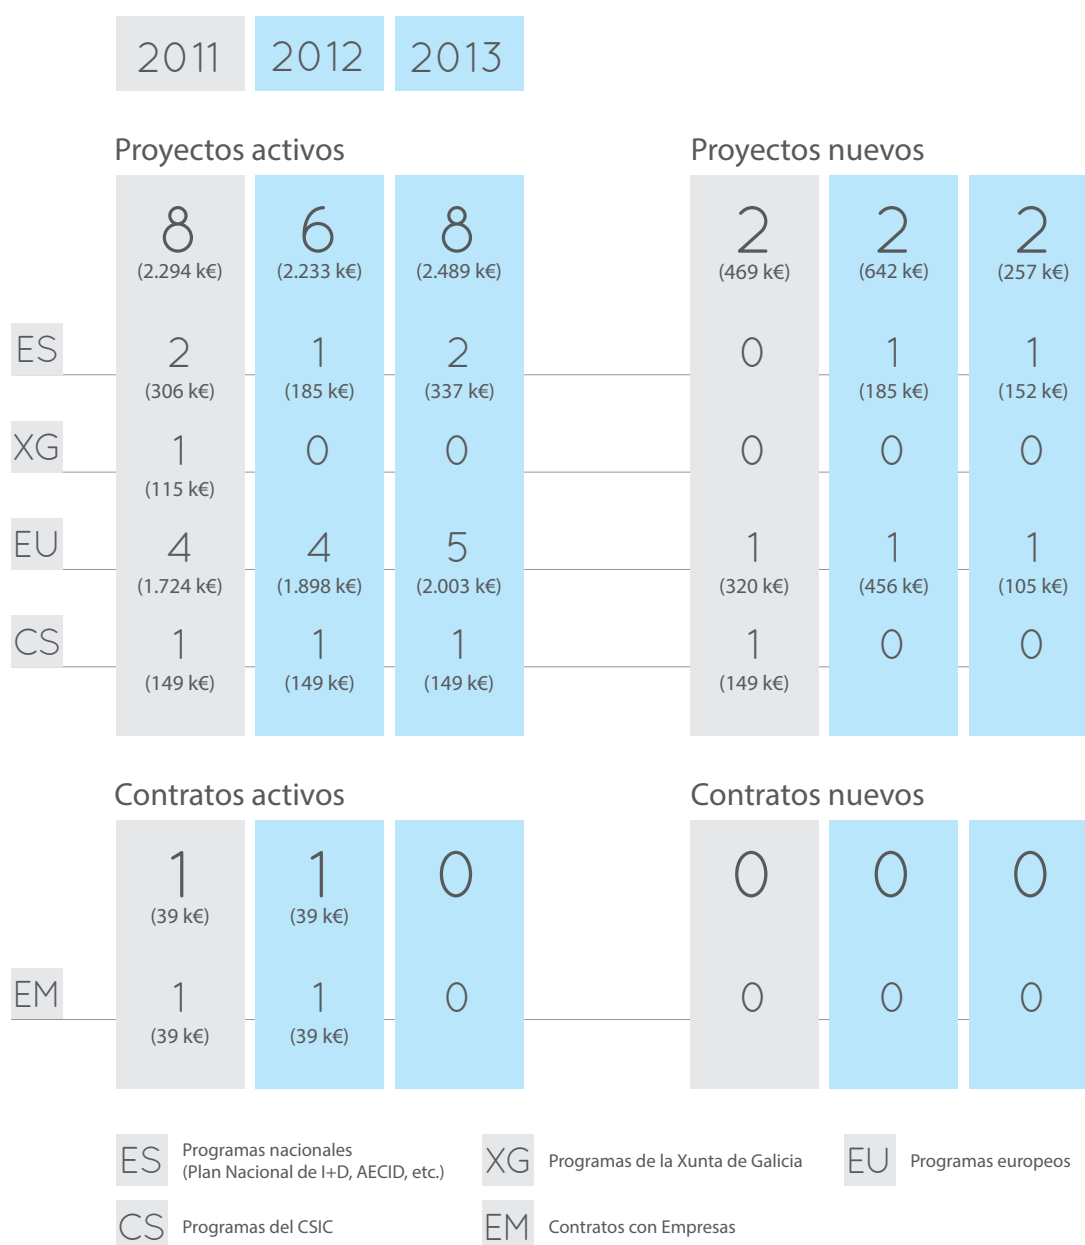 2011 2012 2013
Proyectos activos Proyectos nuevos
8 6 8 2 2 2
(2.294 k€) (2.233 k€) (2.489 k€) (469 k€) (642 k€) (257 k€)
ES 2 1 2 0 1 1
(306 k€) (185 k€) (337 k€) (185 k€) (152 k€)
XG 1 0 0 0 0 0
(115 k€)
EU 4 4 5 1 1 1
(1.724 k€) (1.898 k€) (2.003 k€) (320 k€) (456 k€) (105 k€)
CS 1 1 1 1 0 0
(149 k€) (149 k€) (149 k€) (149 k€)
Contratos activos Contratos nuevos
1 1 0 0 0 0
(39 k€) (39 k€)
EM 1 1 0 0 0 0
(39 k€) (39 k€)
ES Programas nacionales
(Plan Nacional de I+D, AECID, etc.)
XG Programas de la Xunta de Galicia
EU Programas europeos
CS Programas del CSIC
EM Contratos con Empresas